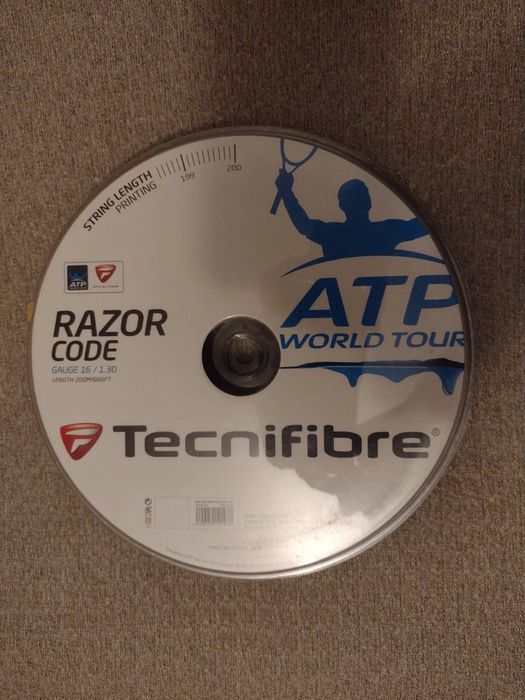 STRING LENGTH
PRINTING
199
200
ATP
RAZOR
CODE
GAUGE 16 / 1.30
LENGTH 200M/660FT
ATP
WORLD TOUR
Tecnifibre®